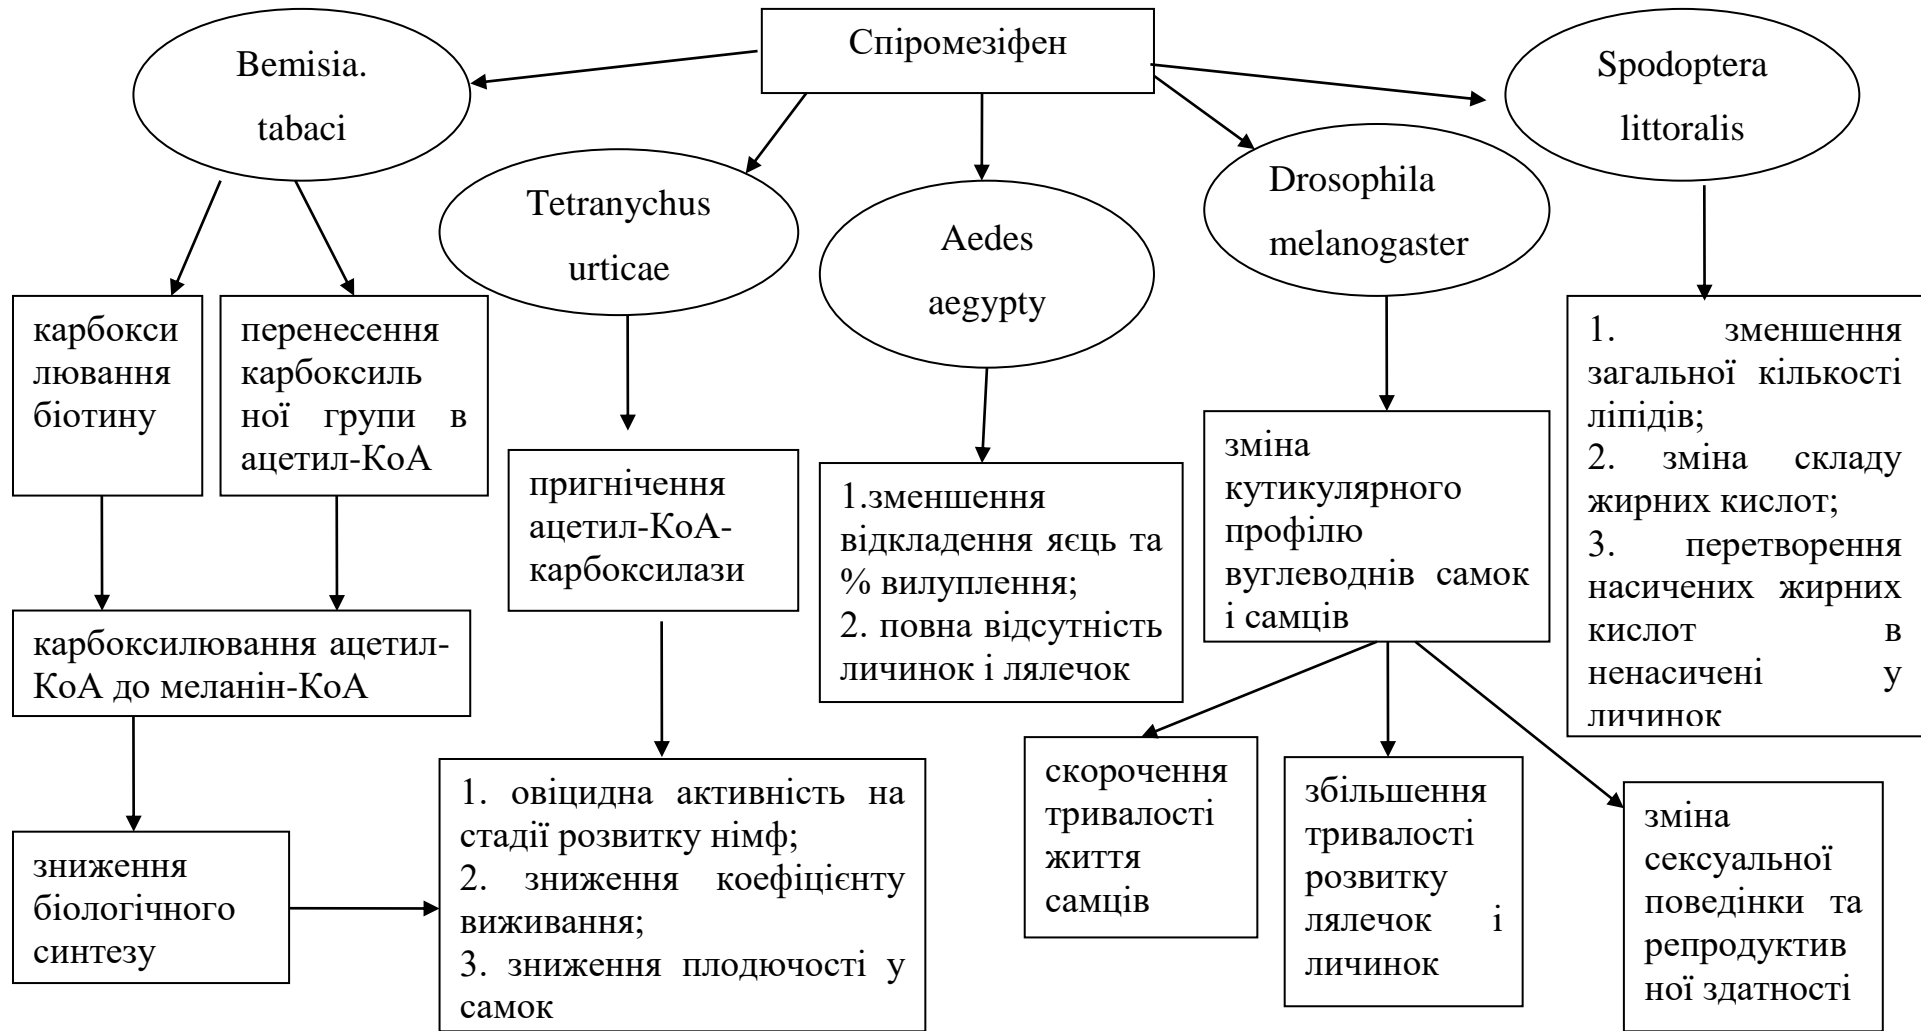 Спіромезіфен
Bemisia.
tabaci
Tetranychus
urticae
Aedes
aegypty
Drosophila
melanogaster
Spodoptera
littoralis
карбокси
лювання
біотину
перенесення
карбоксиль
ної групи в
ацетил-КоА
карбоксилювання ацетил-
КоА до меланін-КоА
зниження
біологічного
синтезу
пригнічення
ацетил-КоА-
карбоксилази
1. овіцидна активність на
стадії розвитку німф;
2. зниження коефіцієнту
виживання;
3. зниження плодючості у
самок
1.зменшення
відкладення яєць та
% вилуплення;
2. повна відсутність
личинок і лялечок
зміна
кутикулярного
профілю
вуглеводнів самок
і самців
скорочення
тривалості
життя
самців
збільшення
тривалості
розвитку
лялечок і
личинок
зміна
сексуальної
поведінки та
репродуктив
ної здатності
1. зменшення
загальної кількості
ліпідів;
2. зміна складу
жирних кислот;
3. перетворення
насичених жирних
кислот в
ненасичені у
личинок